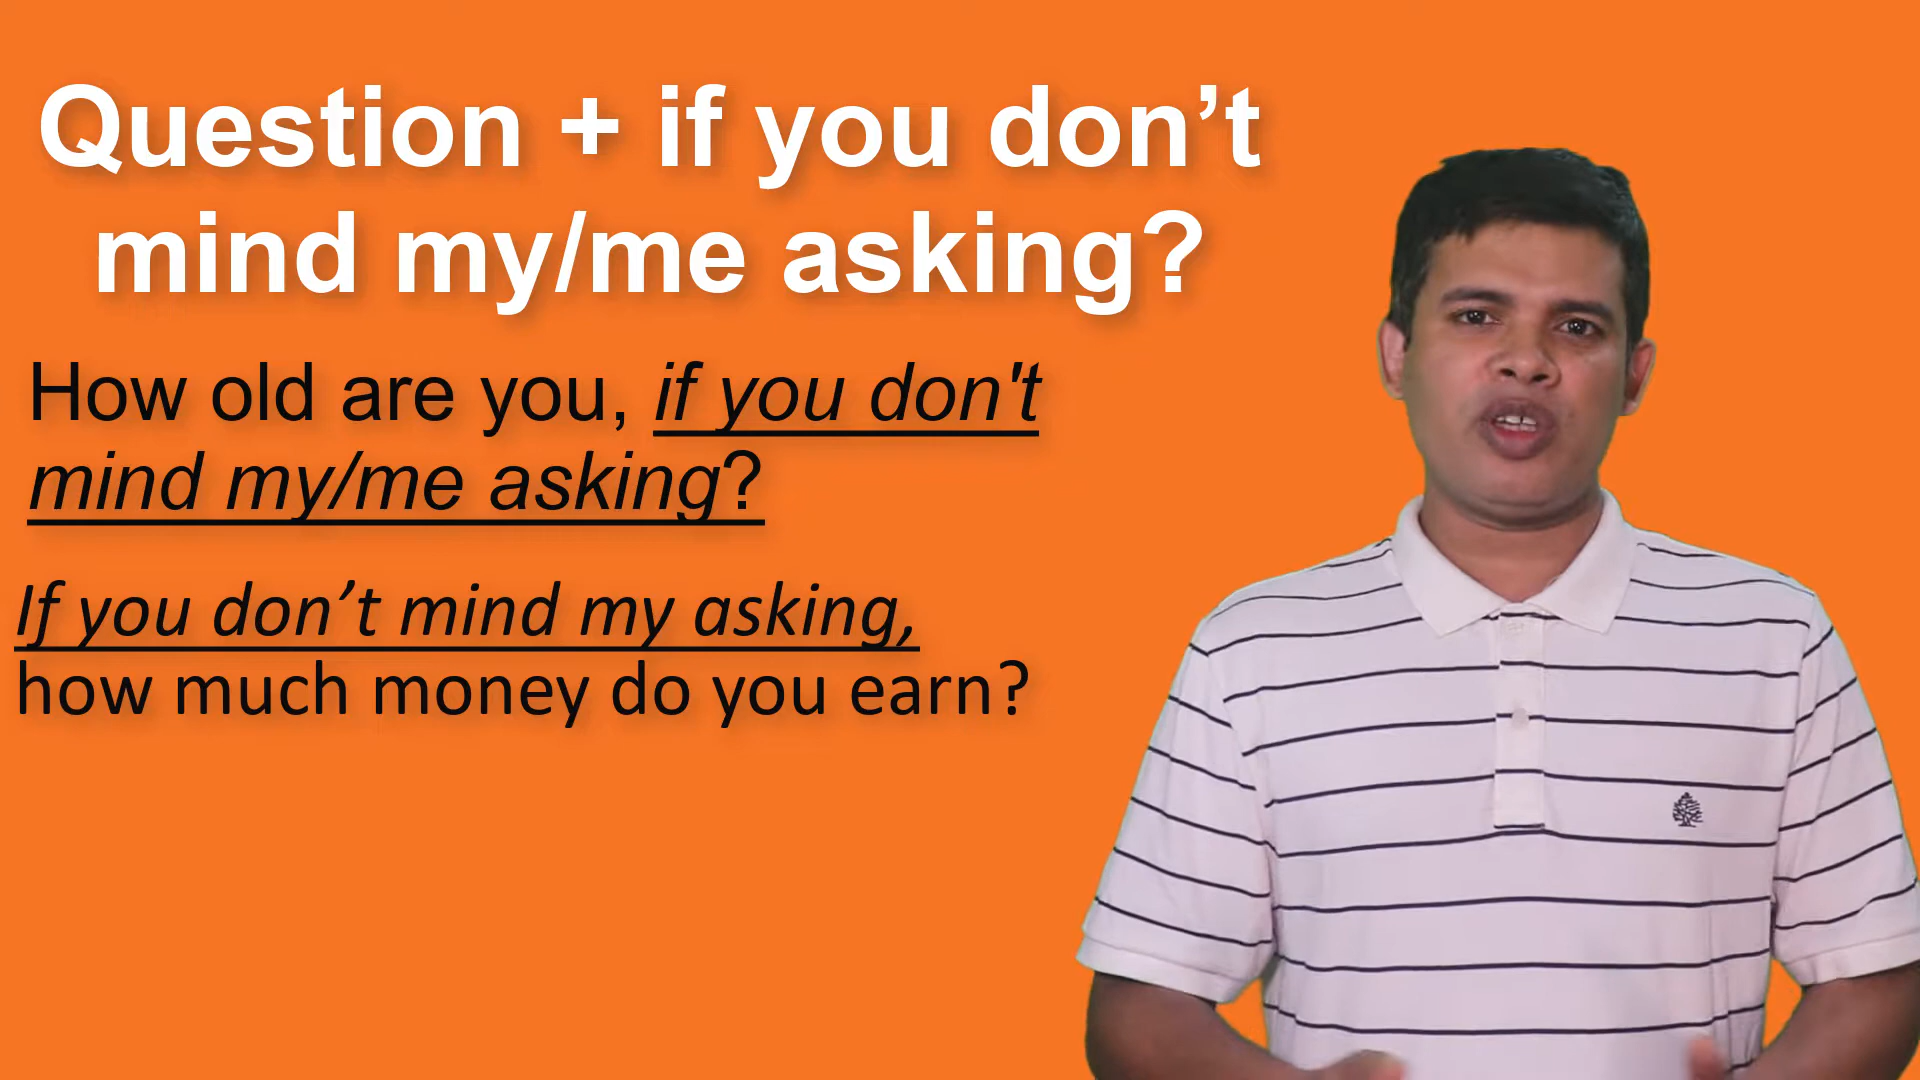 Question + if you don’t
mind my/me asking?
How old are you, if you don't
mind my/me asking?
If you don’t mind my asking,
how much money do you earn?